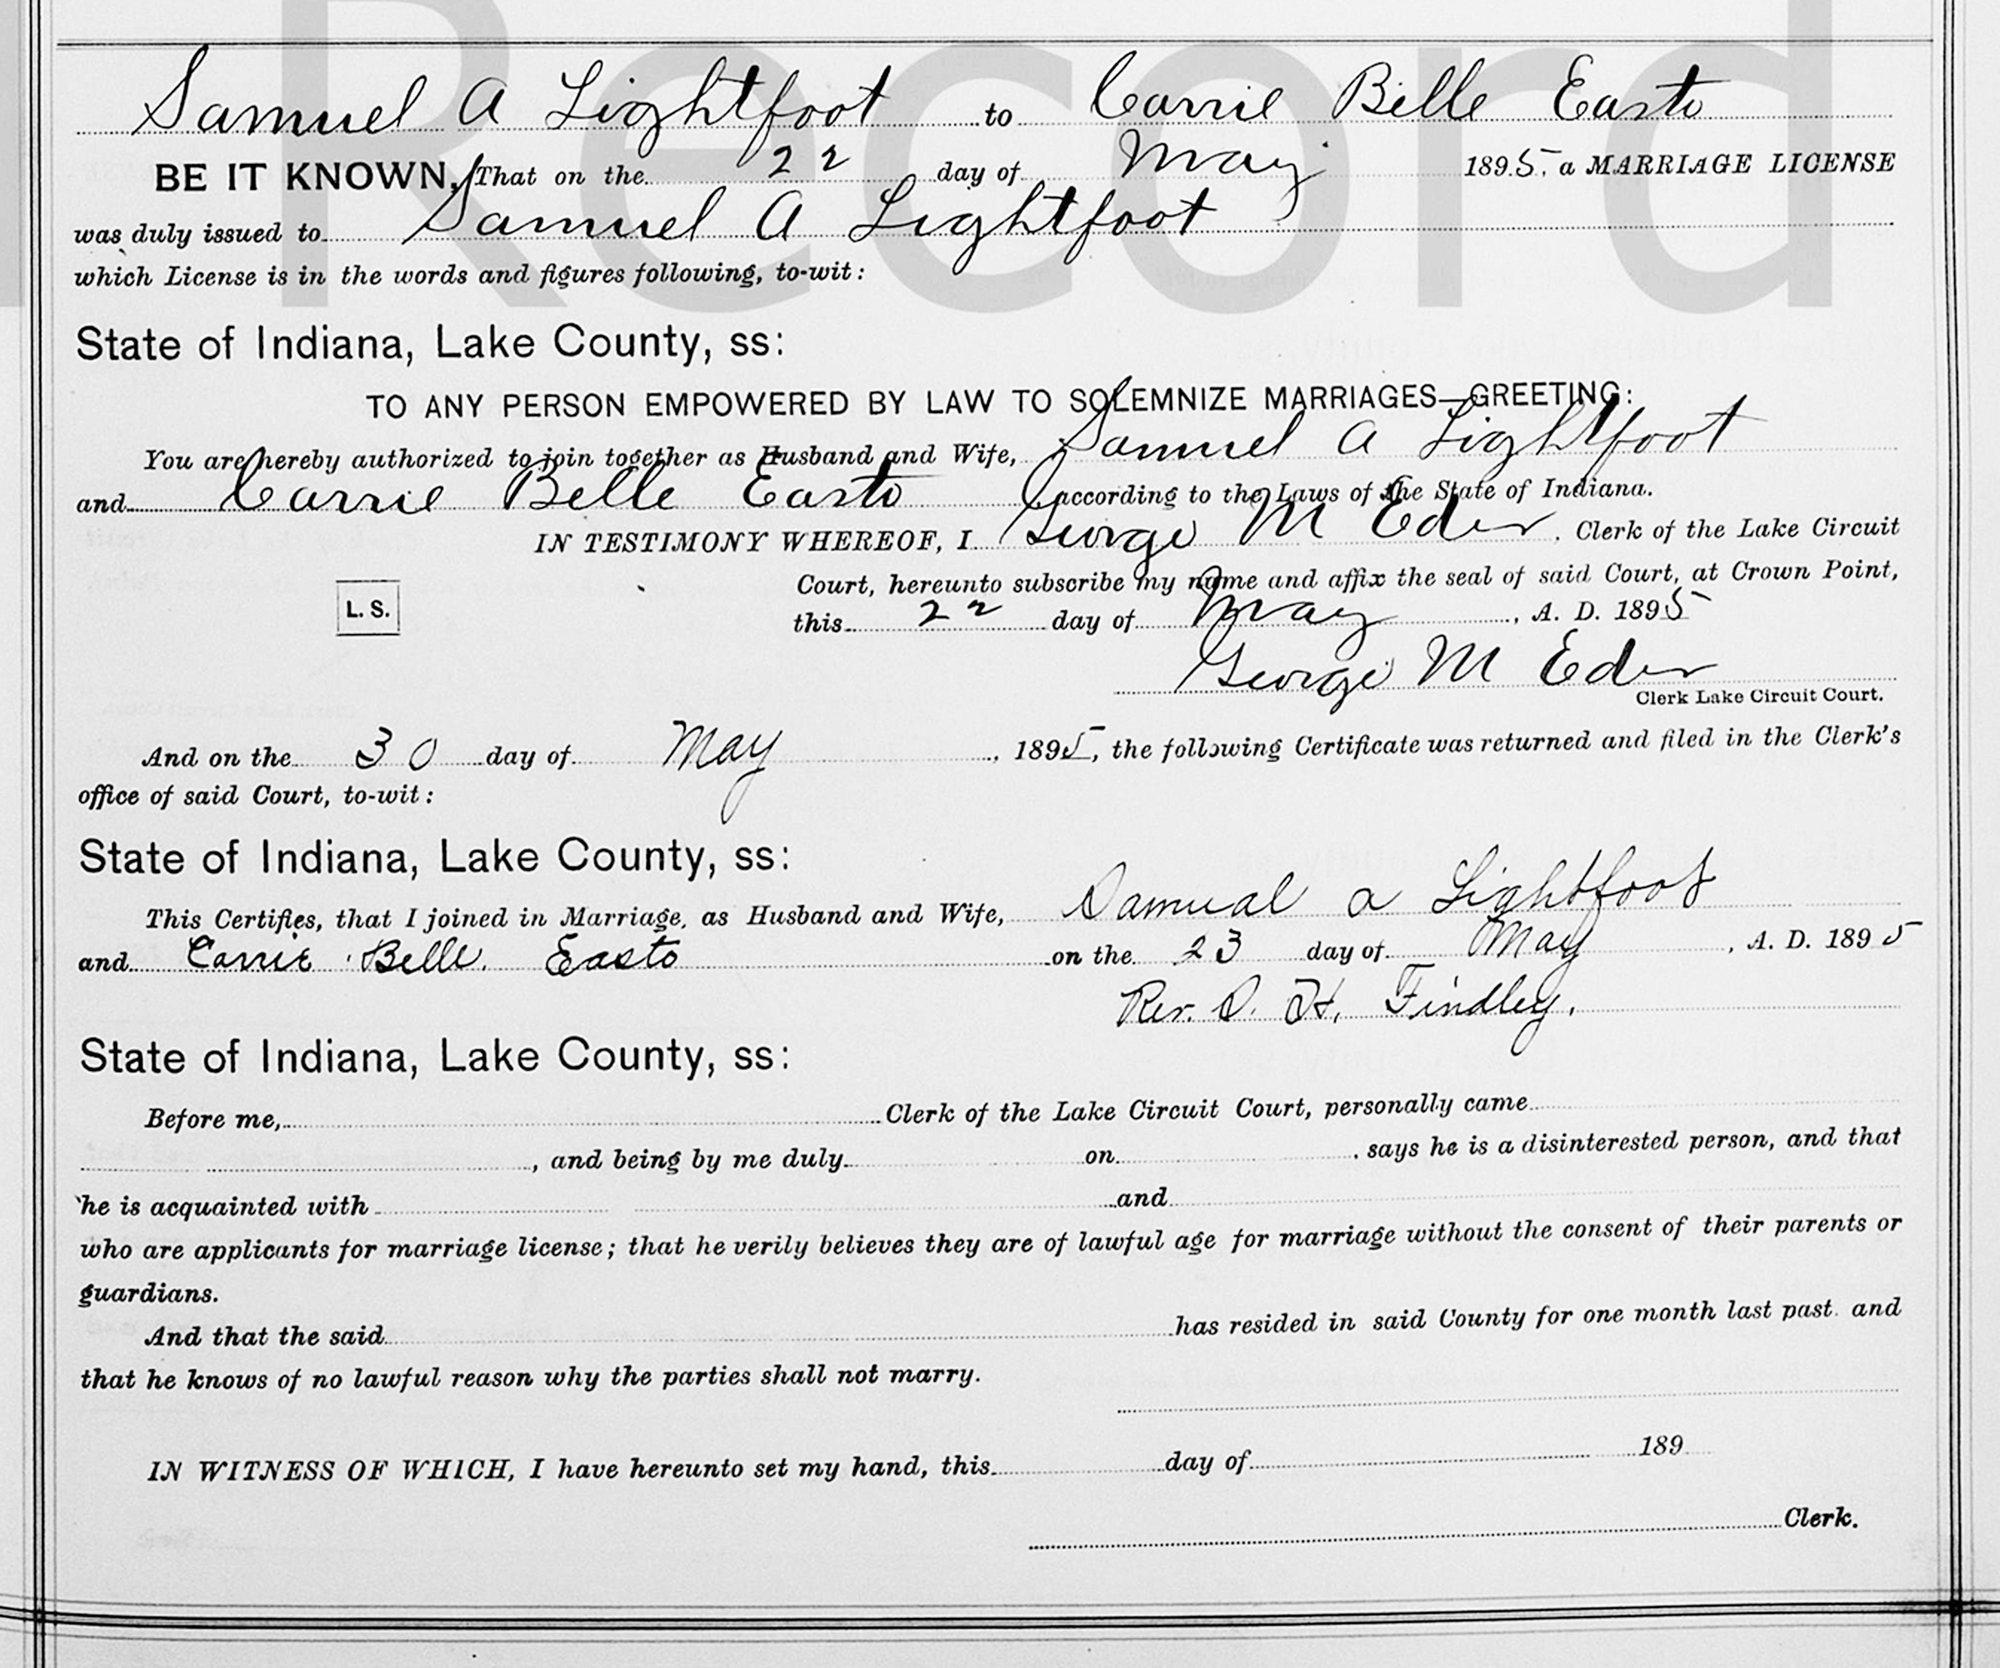 Record
Samuel A Lightfoot to Carrie Belle Easto
BE IT KNOWN, That on the 22 day of May 1895, a MARRIAGE LICENSE
was duly issued to Samuel A Lightfoot
which License is in the words and figures following, to-wit:
State of Indiana, Lake County, ss:
TO ANY PERSON EMPOWERED BY LAW TO SOLEMNIZE MARRIAGES—GREETING:
You are hereby authorized to join together as Husband and Wife, Samuel A Lightfoot
and Carrie Belle Easto according to the Laws of the State of Indiana.
IN TESTIMONY WHEREOF, I George M Eder, Clerk of the Lake Circuit
Court, hereunto subscribe my name and affix the seal of said Court, at Crown Point,
L. S.
this 22 day of May, A. D. 1895
George M Eder
Clerk Lake Circuit Court.
And on the 30 day of May, 1895, the following Certificate was returned and filed in the Clerk's
office of said Court, to-wit:
State of Indiana, Lake County, ss:
This Certifies, that I joined in Marriage, as Husband and Wife, Samual a Lightfoot
and Carrie Belle Easto on the 23 day of May, A. D. 1895
Rev. D. H. Findley.
State of Indiana, Lake County, ss:
Before me, Clerk of the Lake Circuit Court, personally came
, and being by me duly on , says he is a disinterested person, and that
he is acquainted with and
who are applicants for marriage license; that he verily believes they are of lawful age for marriage without the consent of their parents or
guardians.
And that the said has resided in said County for one month last past and
that he knows of no lawful reason why the parties shall not marry.
IN WITNESS OF WHICH, I have hereunto set my hand, this day of 189
Clerk.